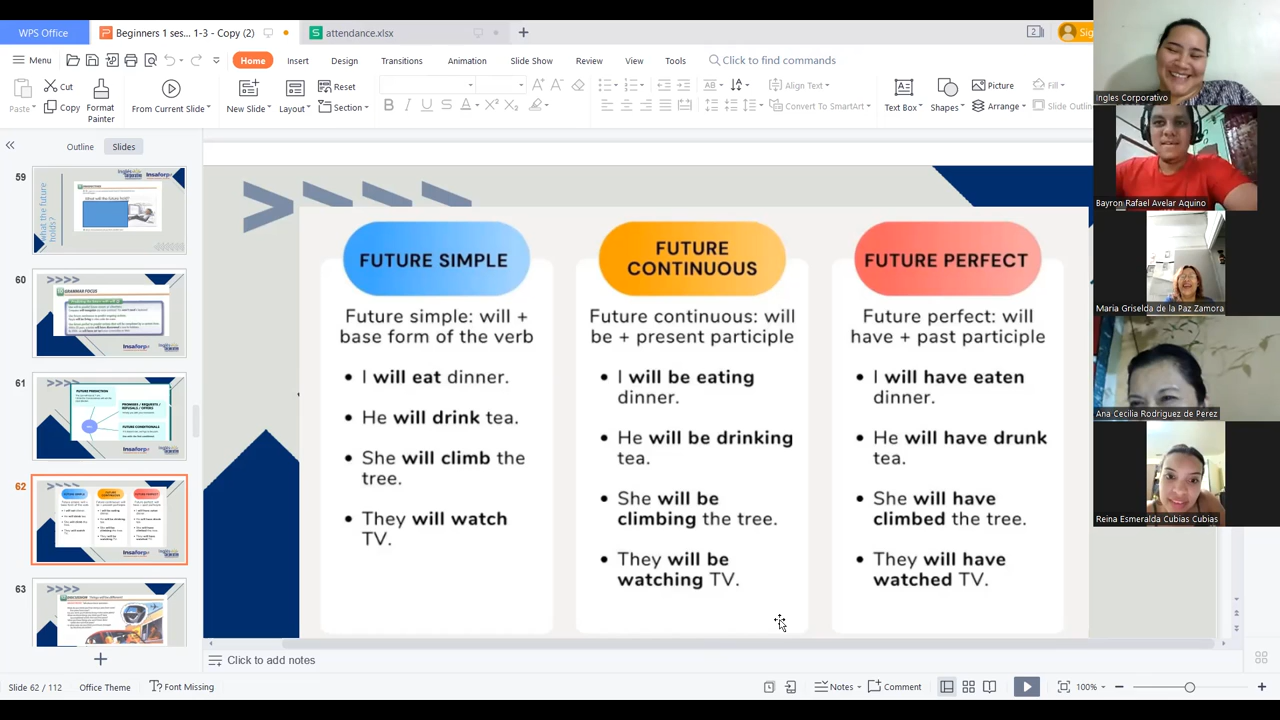 WPS Office
Beginners 1 ses... 1-3 - Copy (2)
attendance.xlsx
Menu
Home
Insert
Design
Transitions
Animation
Slide Show
Review
View
Tools
Click to find commands
Paste
Cut
Copy
Format
Painter
From Current Slide
New Slide
Layout
Reset
Section
Align Text
Convert To SmartArt
Text Box
Shapes
Picture
Arrange
Fill
Outline
Slides
59
60
61
62
63
FUTURE SIMPLE
Future simple: will +
base form of the verb
• I will eat dinner.
• He will drink tea.
• She will climb the
tree.
• They will watch
TV.
FUTURE
CONTINUOUS
Future continuous: will
be + present participle
• I will be eating
dinner.
• He will be drinking
tea.
• She will be
climbing the tree.
• They will be
watching TV.
FUTURE PERFECT
Future perfect: will
have + past participle
• I will have eaten
dinner.
• He will have drunk
tea.
• She will have
climbed the tree.
• They will have
watched TV.
Ingles Corporativo
Bayron Rafael Avelar Aquino
Maria Griselda de la Paz Zamora
Ana Cecilia Rodriguez de Perez
Reina Esmeralda Cubias Cubias
Click to add notes
Slide 62 / 112
Office Theme
Font Missing
Notes
Comment
100%